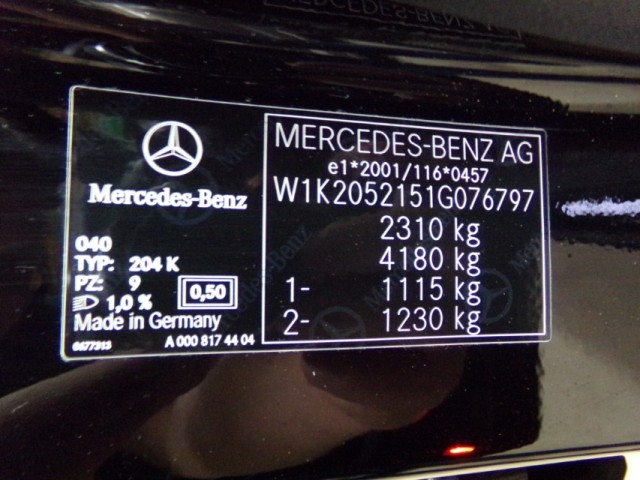 Mercedes-Benz
040
TYP: 204 K
PZ: 9
1,0 %
0,50
Made in Germany
A 000 817 44 04
MERCEDES-BENZ AG
e1*2001/116*0457
W1K2052151G076797
2310 kg
4180 kg
1- 1115 kg
2- 1230 kg